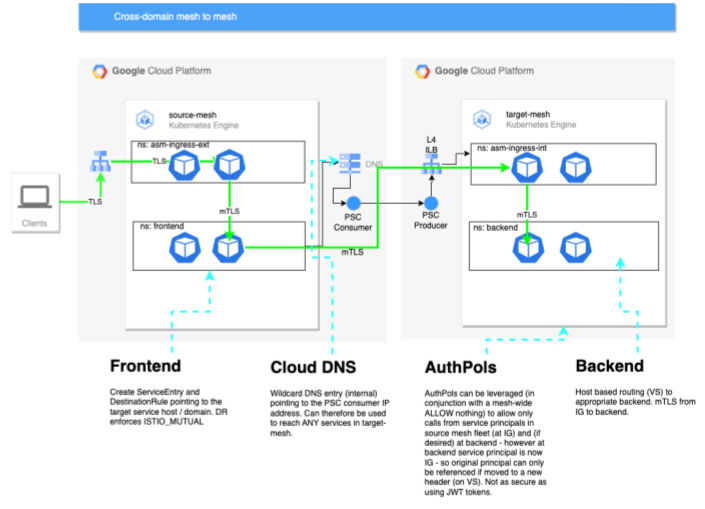 Cross-domain mesh to mesh
Google Cloud Platform
Google Cloud Platform
source-mesh
Kubernetes Engine
target-mesh
Kubernetes Engine
ns: asm-ingress-ext
TLS
DNS
L4
ILB
ns: asm-ingress-int
Clients
TLS
mTLS
PSC
Consumer
PSC
Producer
mTLS
ns: frontend
mTLS
ns: backend
Frontend
Create ServiceEntry and
DestinationRule pointing to the
target service host / domain. DR
enforces ISTIO_MUTUAL
Cloud DNS
Wildcard DNS entry (internal)
pointing to the PSC consumer IP
address. Can therefore be used
to reach ANY services in target-
mesh.
AuthPols
AuthPols can be leveraged (in
conjunction with a mesh-wide
ALLOW nothing) to allow only
calls from service principals in
source mesh fleet (at IG) and (if
desired) at backend - however at
backend service principal is now
IG - so original principal can only
be referenced if moved to a new
header (on VS). Not as secure as
using JWT tokens.
Backend
Host based routing (VS) to
appropriate backend. mTLS from
IG to backend.